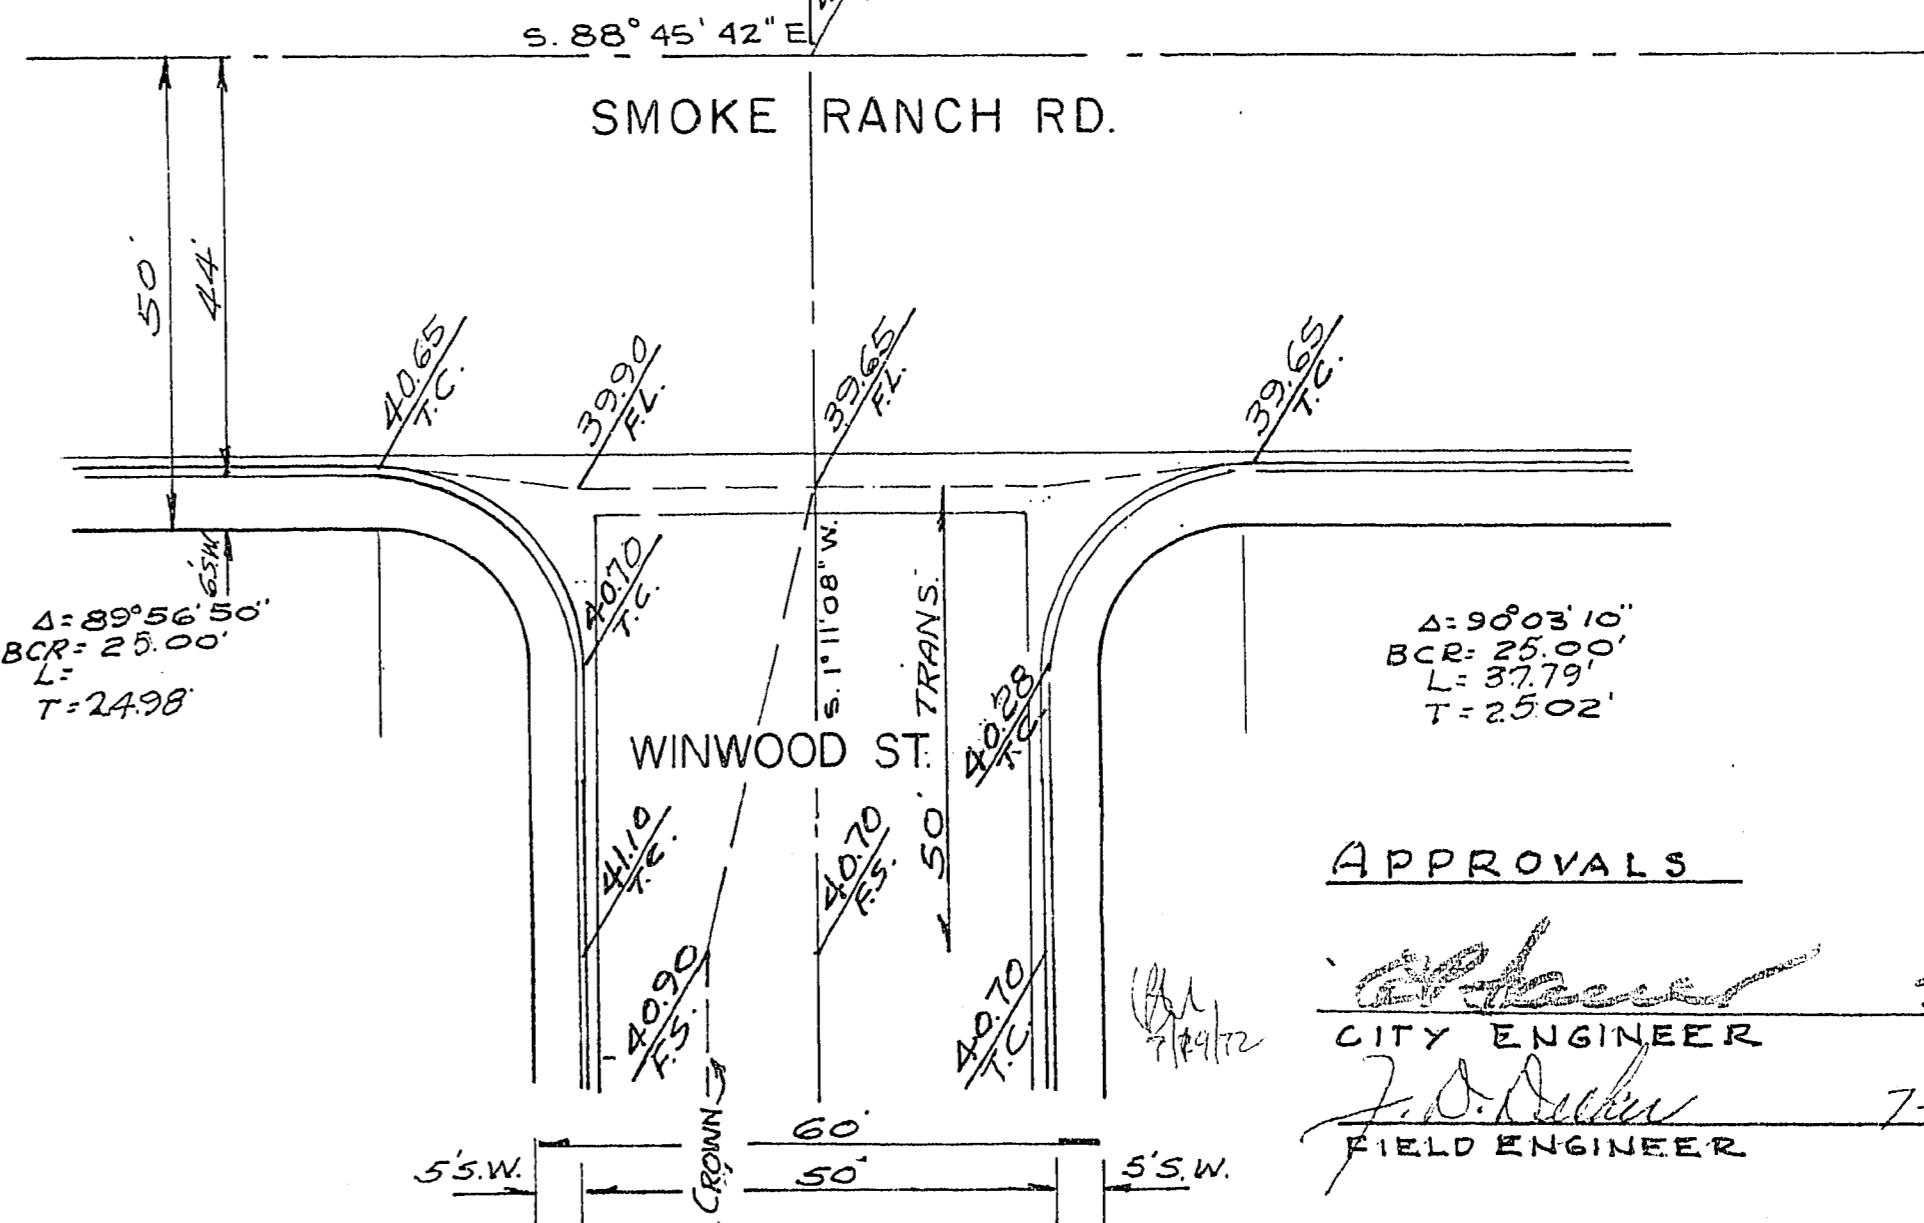 S. 88° 45' 42" E
SMOKE RANCH RD.
50'
44'
40.65
T.C.
39.90
F.L.
39.65
F.L.
39.65
T.C.
6'S.W.
Δ= 89° 56' 50"
BCR= 25.00'
L=
T= 24.98'
40.70
T.C.
S. 1° 11' 08" W.
50' TRANS.
40.28
T.C.
Δ= 90° 03' 10"
BCR= 25.00'
L= 37.79'
T= 25.02'
WINWOOD ST.
41.10
T.C.
40.70
F.S.
40.90
F.S.
40.70
T.C.
APPROVALS
CITY ENGINEER
FIELD ENGINEER
7-
CROWN
60'
5'S.W.
50'
5'S.W.